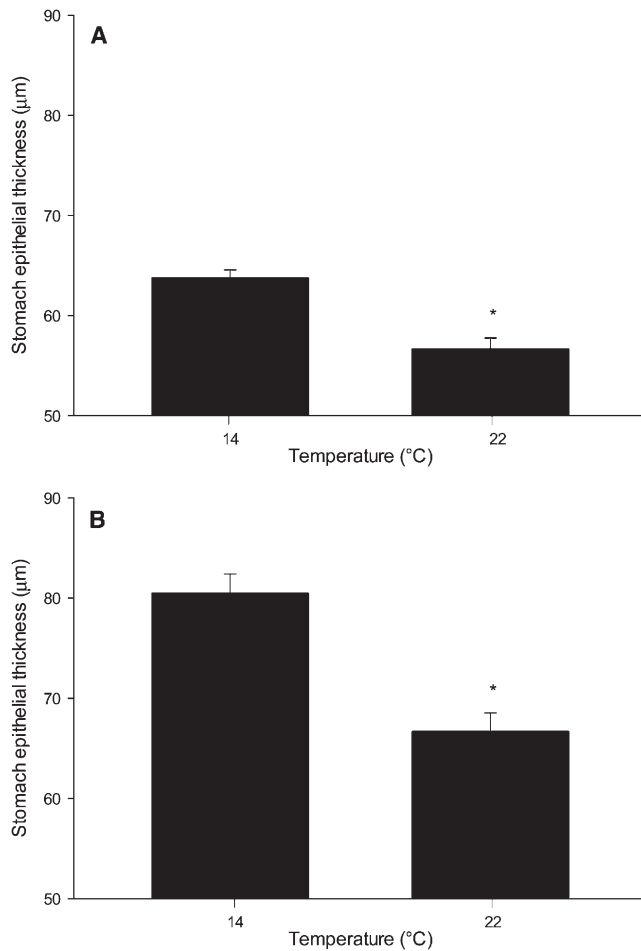 A
Stomach epithelial thickness (μm)
90
80
70
60
50
*
14
22
Temperature (°C)
B
Stomach epithelial thickness (μm)
90
80
70
60
50
*
14
22
Temperature (°C)